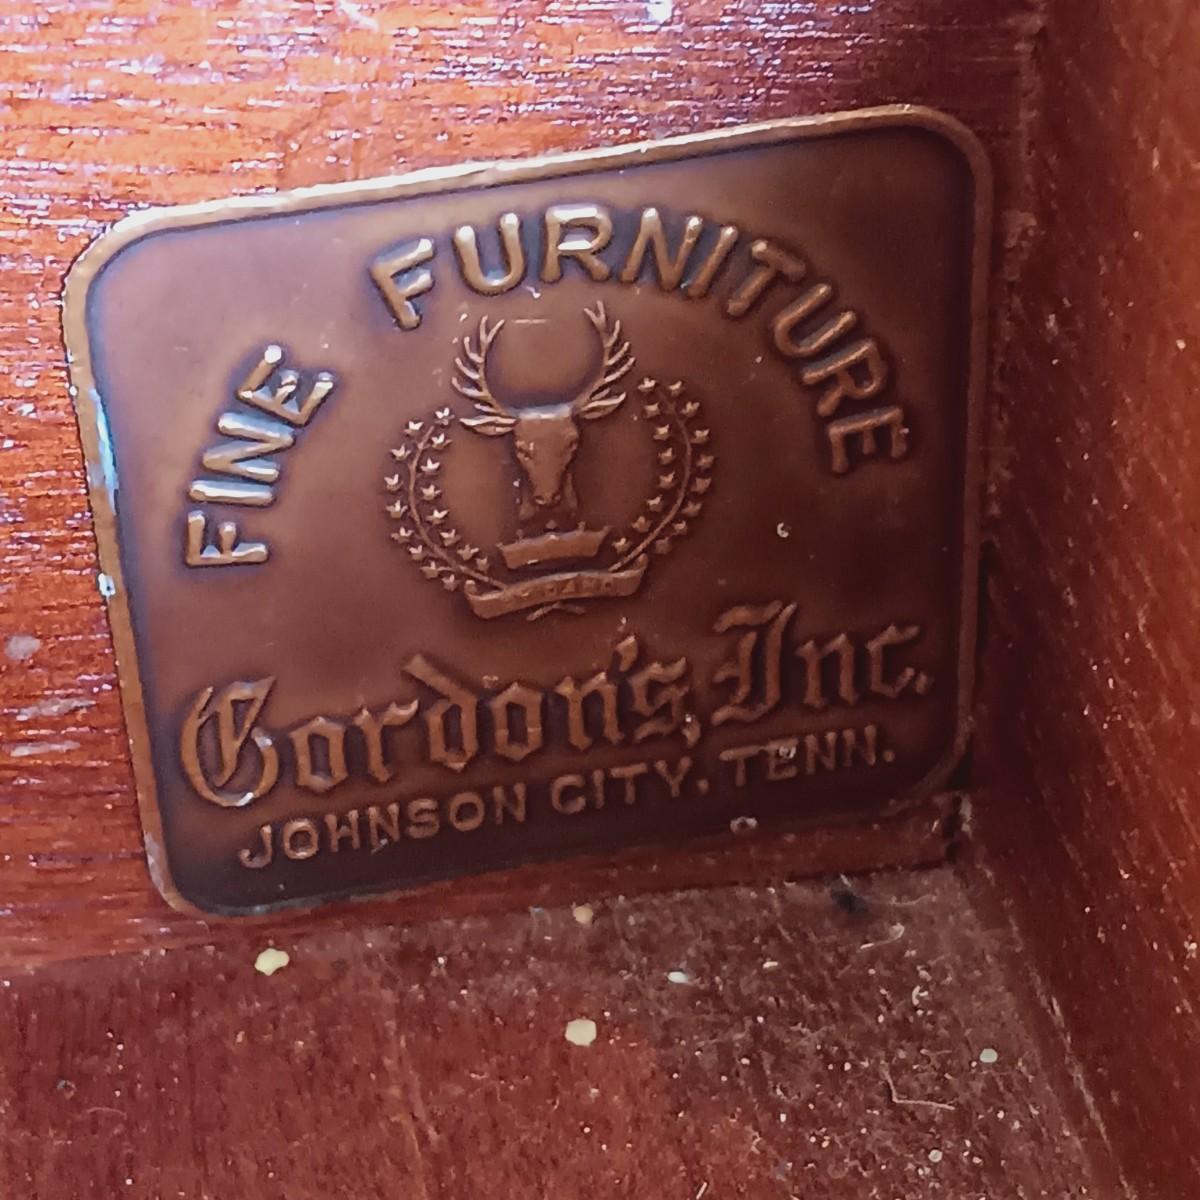 FINE FURNITURE
Gordon's, Inc.
JOHNSON CITY, TENN.